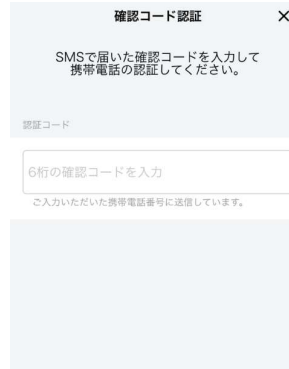 確認コード認証 ×
SMSで届いた確認コードを入力して
携帯電話の認証してください。
認証コード
6桁の確認コードを入力
ご入力いただいた携帯電話番号に送信しています。